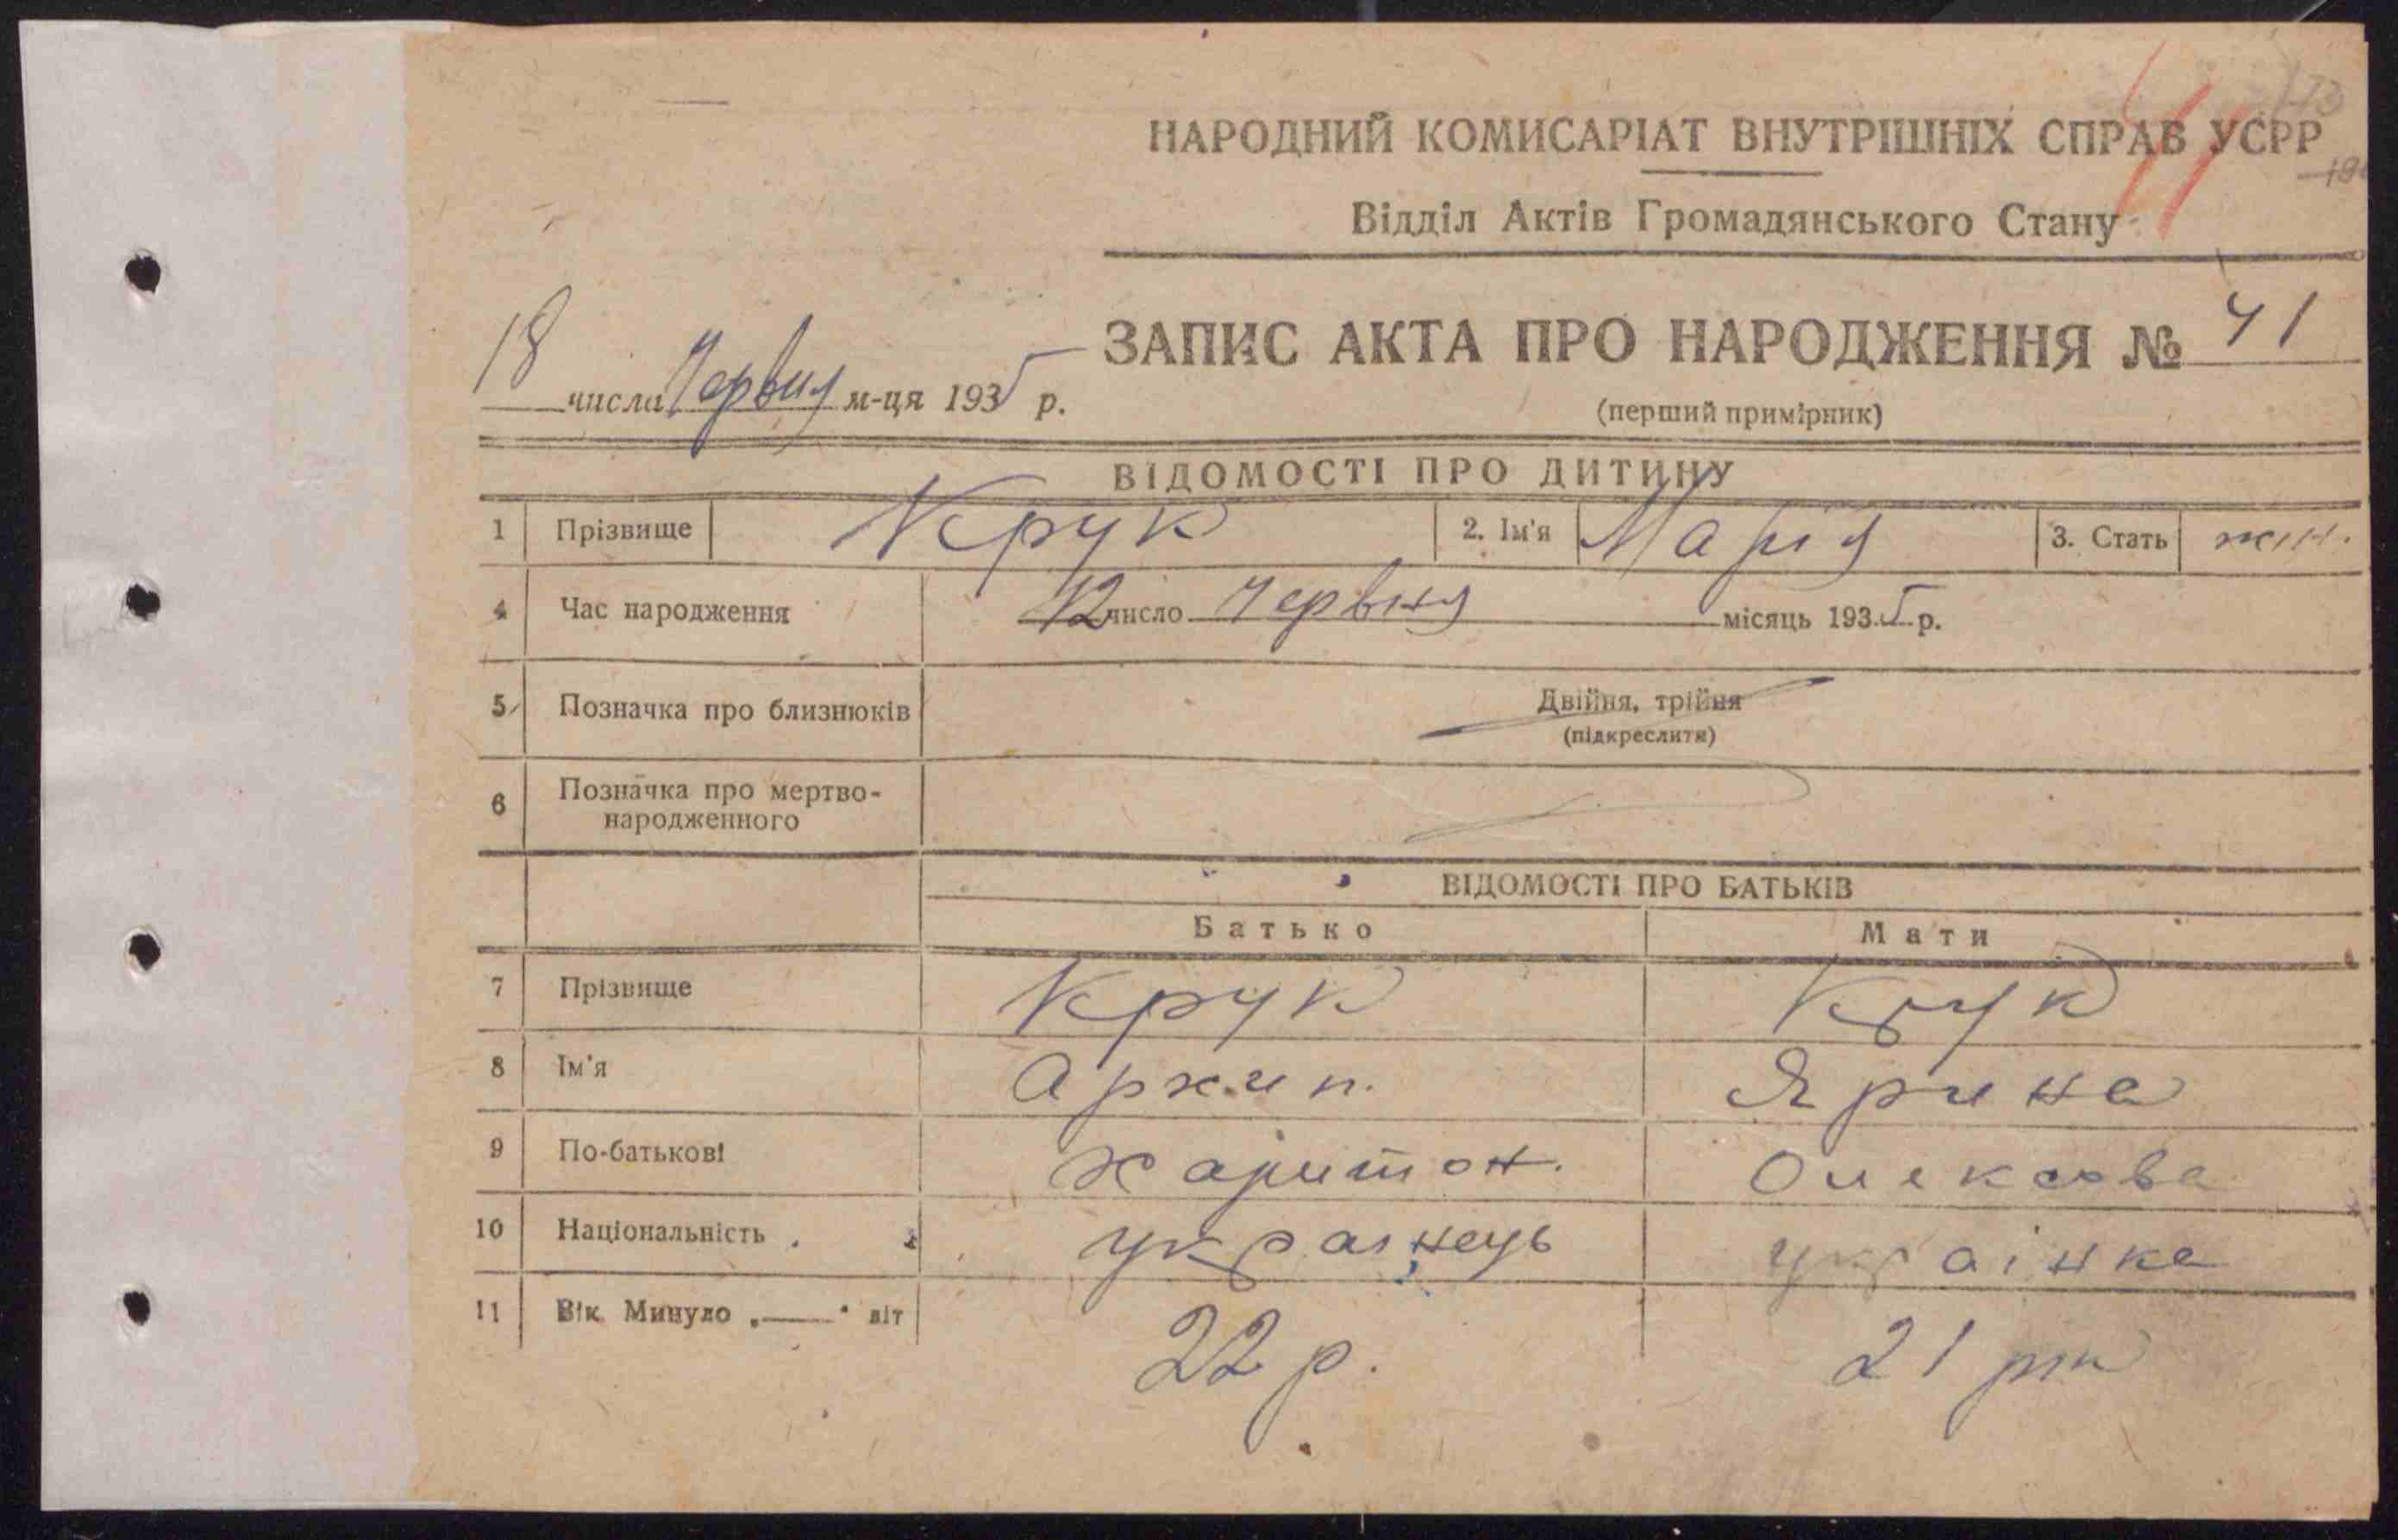 173
НАРОДНИЙ КОМИСАРІАТ ВНУТРІШНІХ СПРАВ УСРР
Відділ Актів Громадянського Стану
18 числа Червня м-ця 1935 р.
ЗАПИС АКТА ПРО НАРОДЖЕННЯ № 41
(перший примірник)
ВІДОМОСТІ ПРО ДИТИНУ
1 Прізвище Крук 2. Ім'я Марія 3. Стать жін.
4 Час народження 12 число Червня місяць 1935 р.
5 Позначка про близнюків Двійня, трійня
(підкреслити)
6 Позначка про мертво-
народженного
ВІДОМОСТІ ПРО БАТЬКІВ
Батько Мати
7 Прізвище Крук Крук
8 Ім'я Архип. Ярина
9 По-батькові Харитон. Олексова
10 Національність українець українка
11 Вік. Минуло „——" літ 22 р. 21 рік